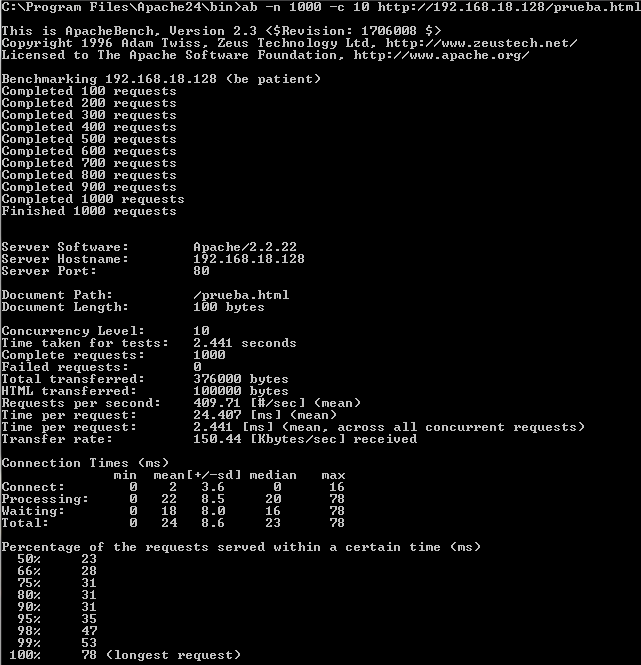 C:\Program Files\Apache24\bin>ab -n 1000 -c 10 http://192.168.18.128/prueba.html
This is ApacheBench, Version 2.3 <$Revision: 1706008 $>
Copyright 1996 Adam Twiss, Zeus Technology Ltd, http://www.zeustech.net/
Licensed to The Apache Software Foundation, http://www.apache.org/
Benchmarking 192.168.18.128 (be patient)
Completed 100 requests
Completed 200 requests
Completed 300 requests
Completed 400 requests
Completed 500 requests
Completed 600 requests
Completed 700 requests
Completed 800 requests
Completed 900 requests
Completed 1000 requests
Finished 1000 requests
Server Software:        Apache/2.2.22
Server Hostname:        192.168.18.128
Server Port:            80
Document Path:          /prueba.html
Document Length:        100 bytes
Concurrency Level:      10
Time taken for tests:   2.441 seconds
Complete requests:      1000
Failed requests:        0
Total transferred:      376000 bytes
HTML transferred:       100000 bytes
Requests per second:    409.71 [#/sec] (mean)
Time per request:       24.407 [ms] (mean)
Time per request:       2.441 [ms] (mean, across all concurrent requests)
Transfer rate:          150.44 [Kbytes/sec] received
Connection Times (ms)
              min  mean[+/-sd] median   max
Connect:        0    2   3.6      0      16
Processing:     0   22   8.5     20      78
Waiting:        0   18   8.0     16      78
Total:          0   24   8.6     23      78
Percentage of the requests served within a certain time (ms)
  50%     23
  66%     28
  75%     31
  80%     31
  90%     31
  95%     35
  98%     47
  99%     53
 100%     78 (longest request)